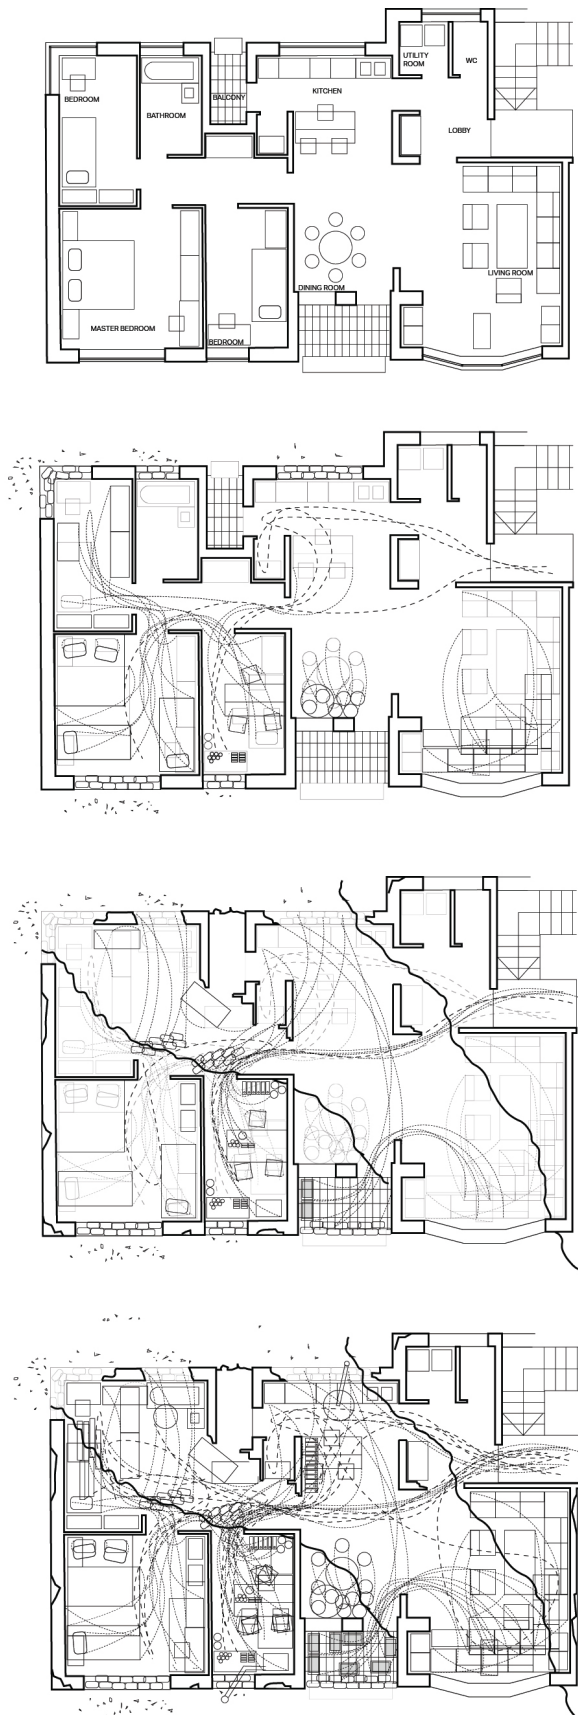 UTILITY
ROOM
WC
BEDROOM
BATHROOM
BALCONY
KITCHEN
LOBBY
LIVING ROOM
DINING ROOM
MASTER BEDROOM
BEDROOM